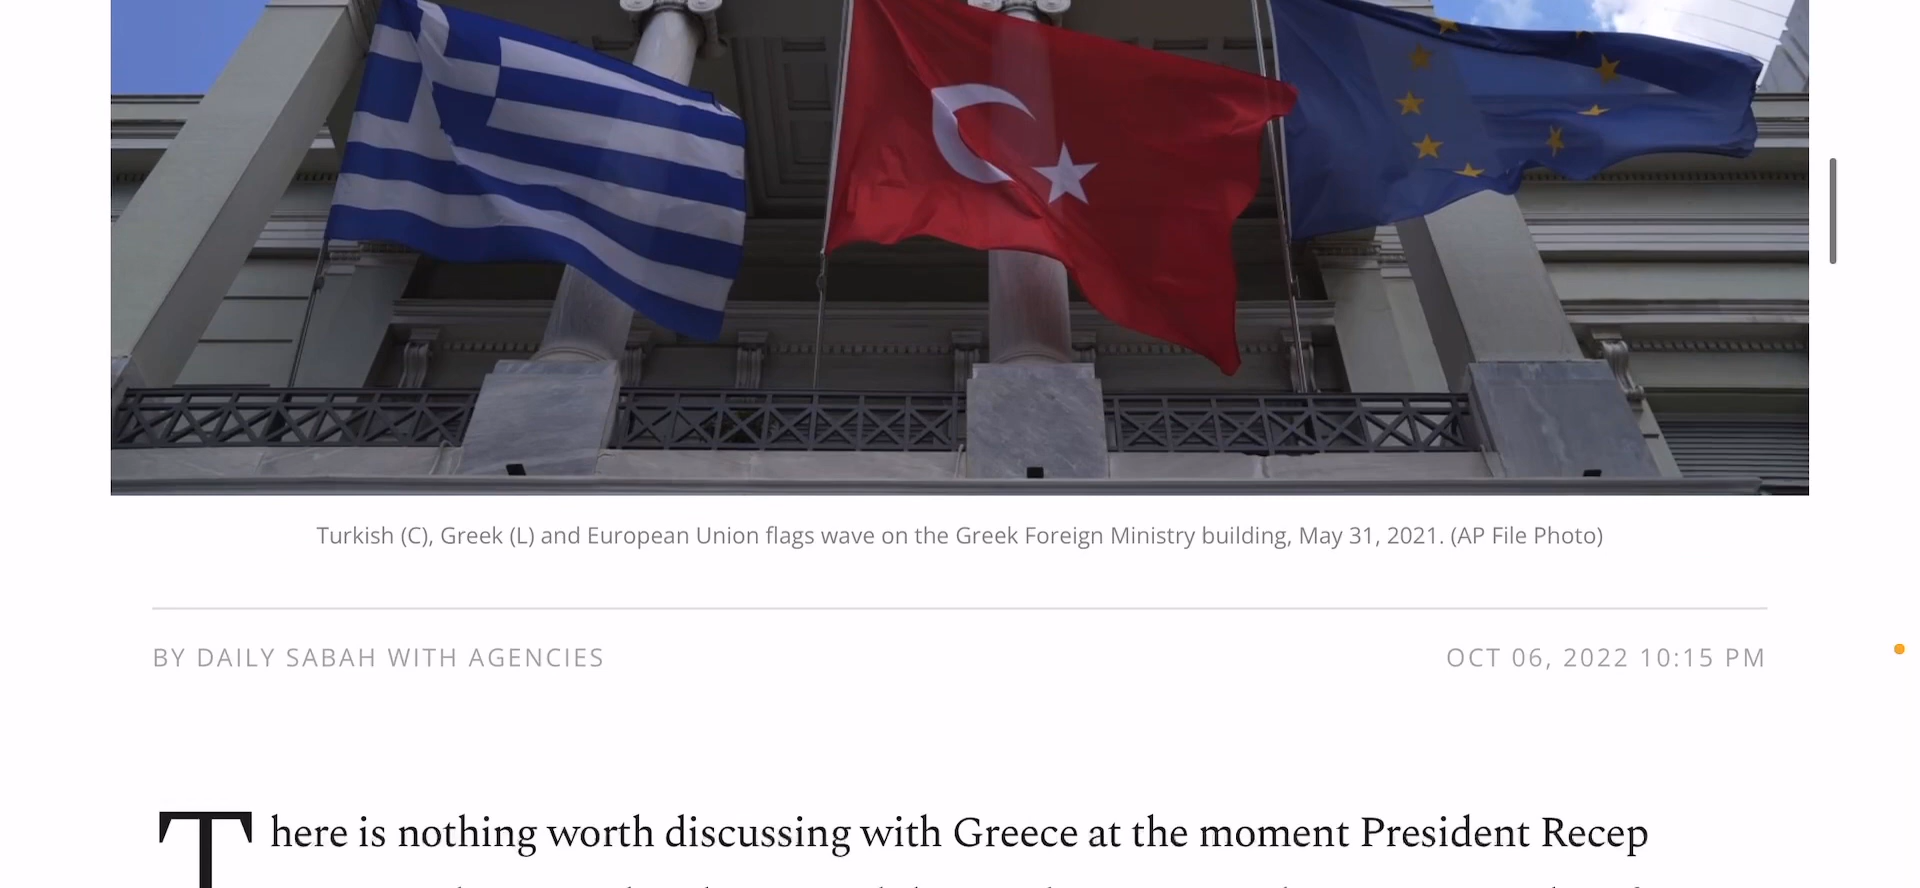 Turkish (C), Greek (L) and European Union flags wave on the Greek Foreign Ministry building, May 31, 2021. (AP File Photo)
BY DAILY SABAH WITH AGENCIES
OCT 06, 2022 10:15 PM
There is nothing worth discussing with Greece at the moment President Recep